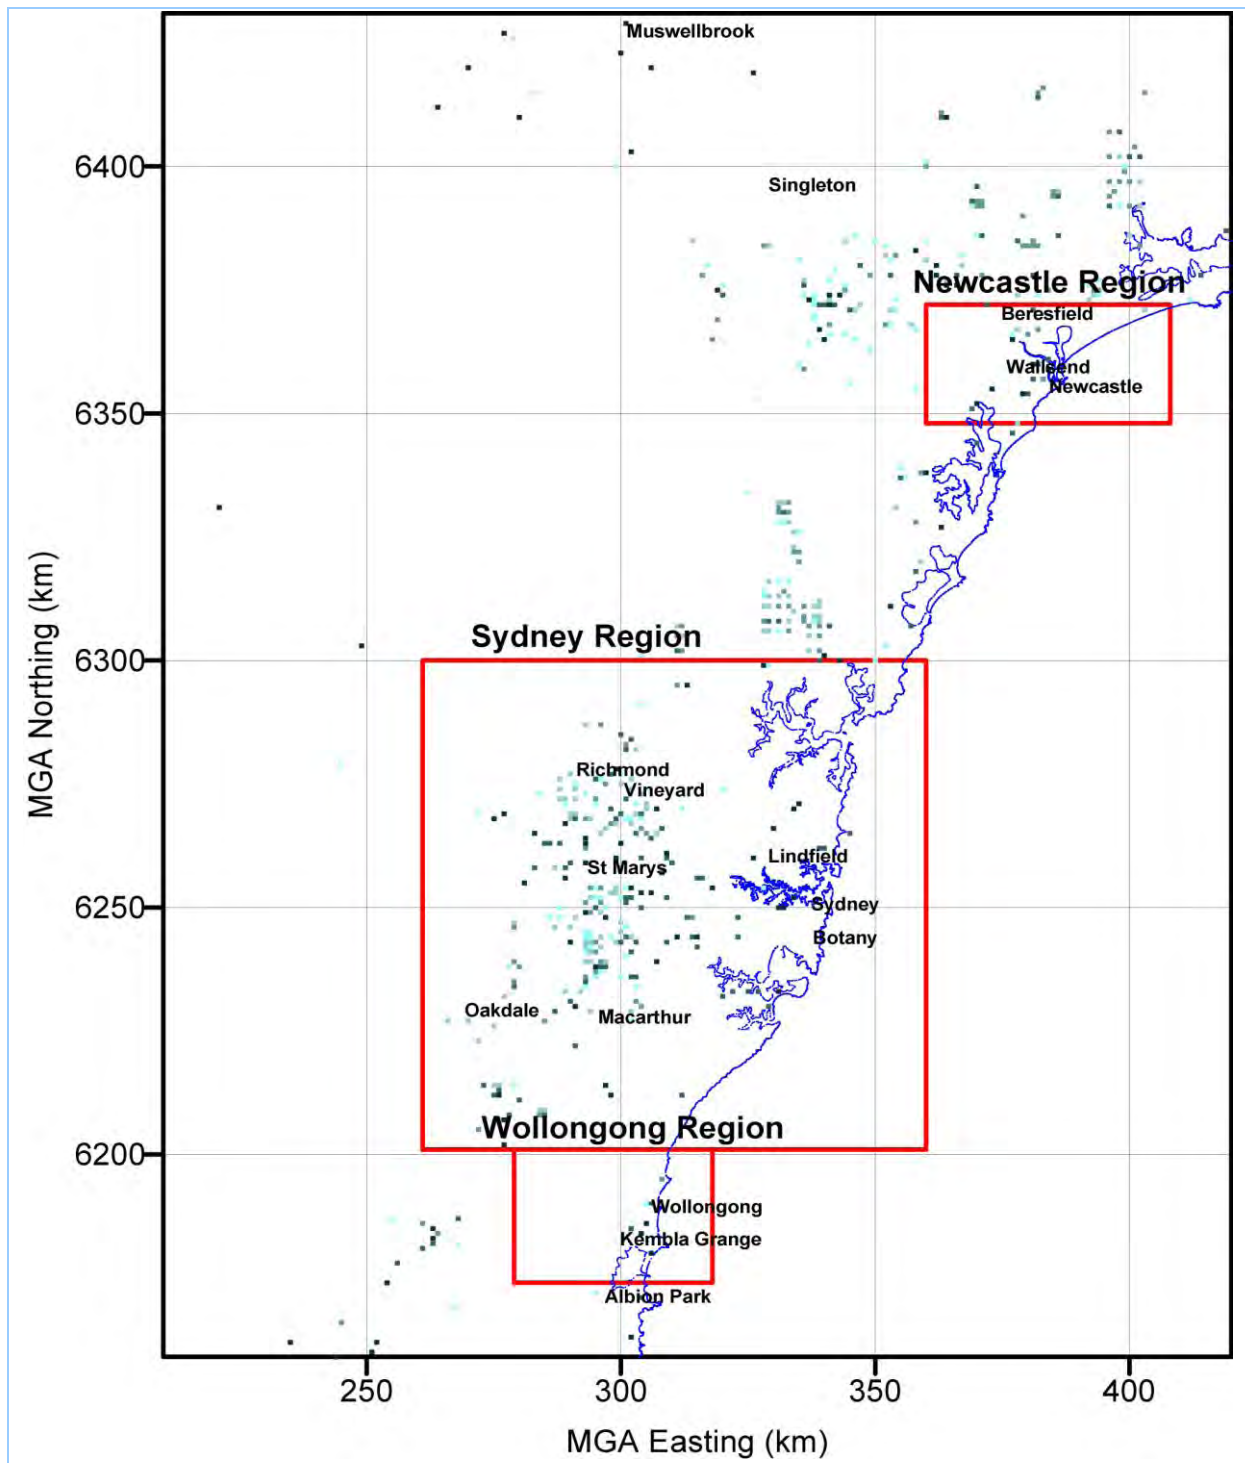 Muswellbrook
6400
Singleton
Newcastle Region
Beresfield
Wallsend
Newcastle
6350
MGA Northing (km)
Sydney Region
6300
Richmond
Vineyard
Lindfield
St Marys
6250
Sydney
Botany
Oakdale
Macarthur
Wollongong Region
6200
Wollongong
Kembla Grange
Albion Park
250 300 350 400
MGA Easting (km)